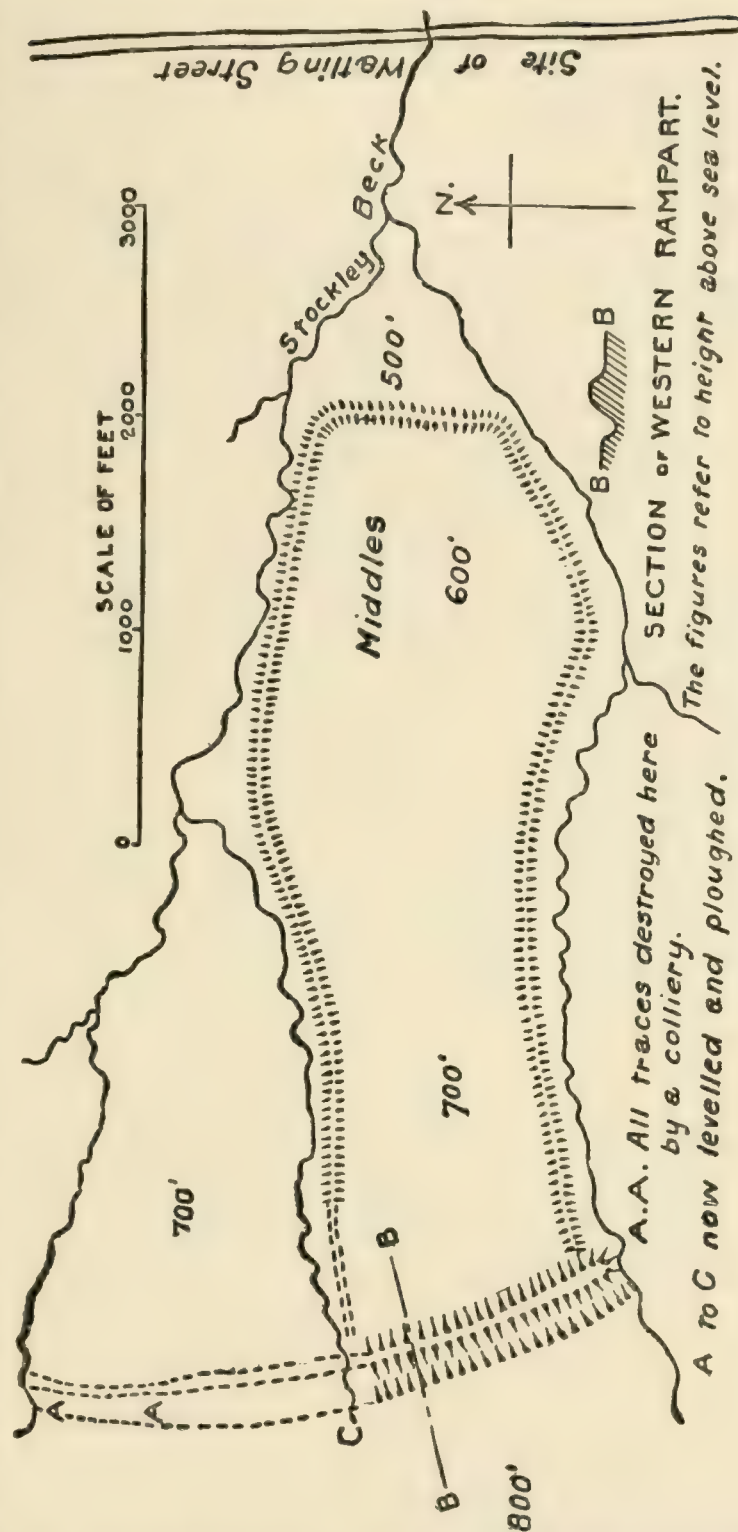 Site of Watling Street
SCALE OF FEET
0 1000 2000 3000
Stockley Beck
N.
500'
Middles
600'
700'
700'
A
A
C
B
B
800'
B B
SECTION OF WESTERN RAMPART.
The figures refer to height above sea level.
A.A. All traces destroyed here
by a colliery.
A TO C now levelled and ploughed.